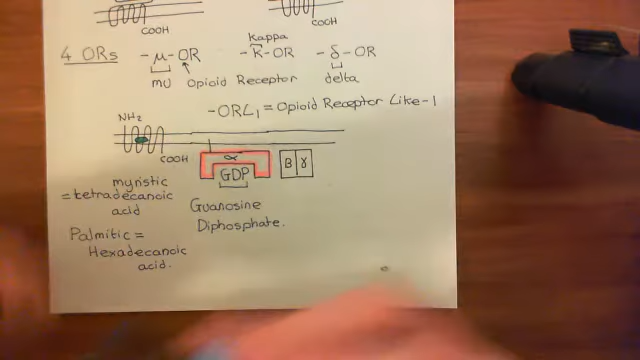 COOH
COOH
Kappa
4 ORs - μ - OR - K - OR - δ - OR
mu Opioid Receptor delta
- ORL1 = Opioid Receptor Like-1
NH2
COOH
α
GDP
β γ
myristic
= tetradecanoic
acid
Guanosine
Diphosphate.
Palmitic =
Hexadecanoic
acid.